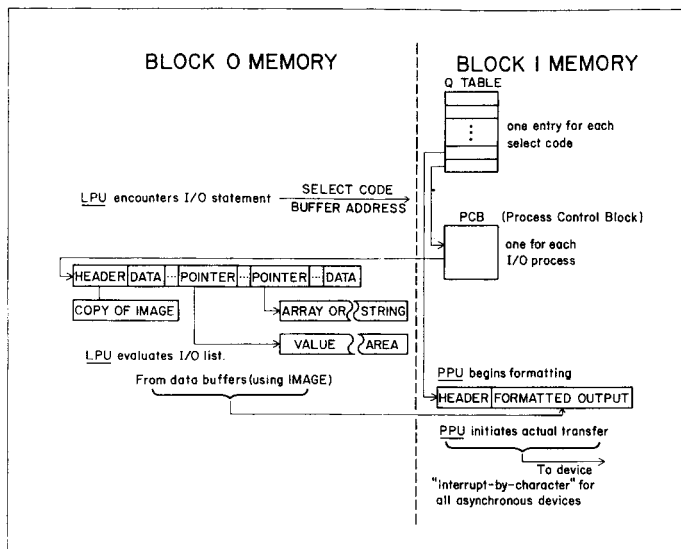 BLOCK O MEMORY
BLOCK I MEMORY
Q TABLE
one entry for each
select code
LPU encounters I/O statement
SELECT CODE
BUFFER ADDRESS
PCB (Process Control Block)
one for each
I/O process
HEADER DATA ... POINTER ... POINTER ... DATA
COPY OF IMAGE
ARRAY OR STRING
VALUE AREA
LPU evaluates I/O list.
From data buffers (using IMAGE)
PPU begins formatting
HEADER FORMATTED OUTPUT
PPU initiates actual transfer
To device
"interrupt-by-character" for
all asynchronous devices